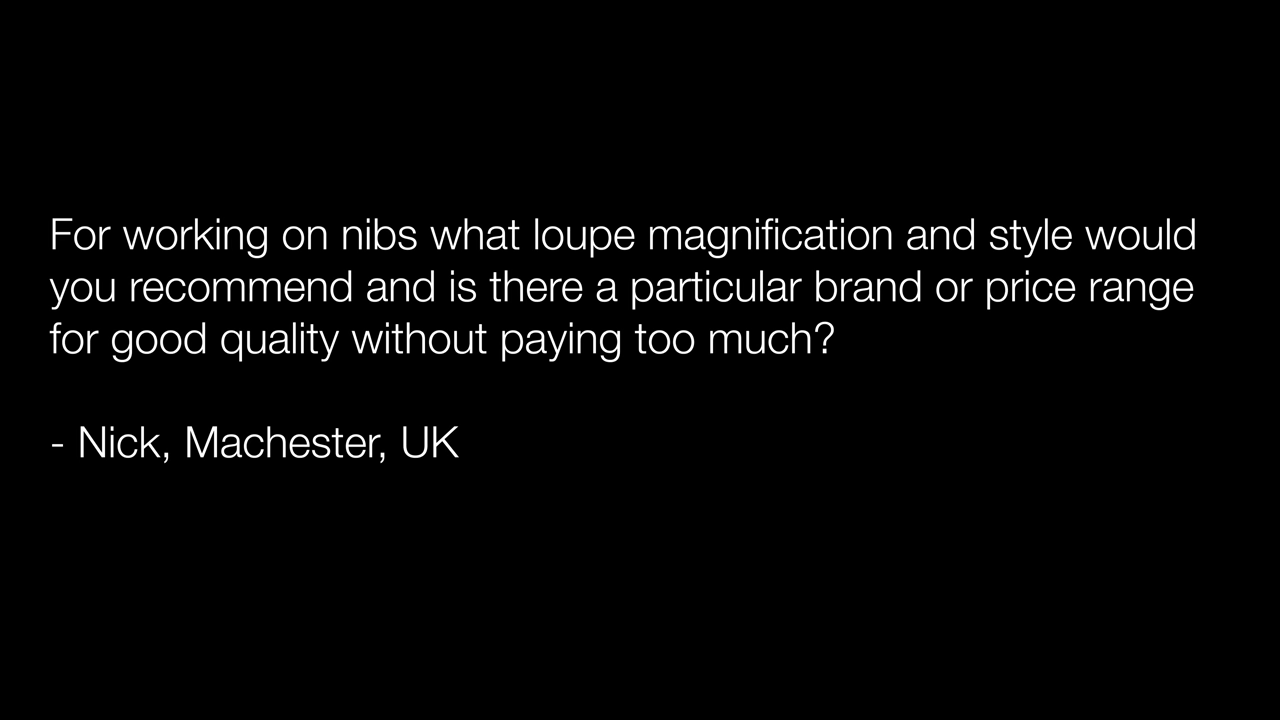 For working on nibs what loupe magnification and style would
you recommend and is there a particular brand or price range
for good quality without paying too much?
- Nick, Machester, UK